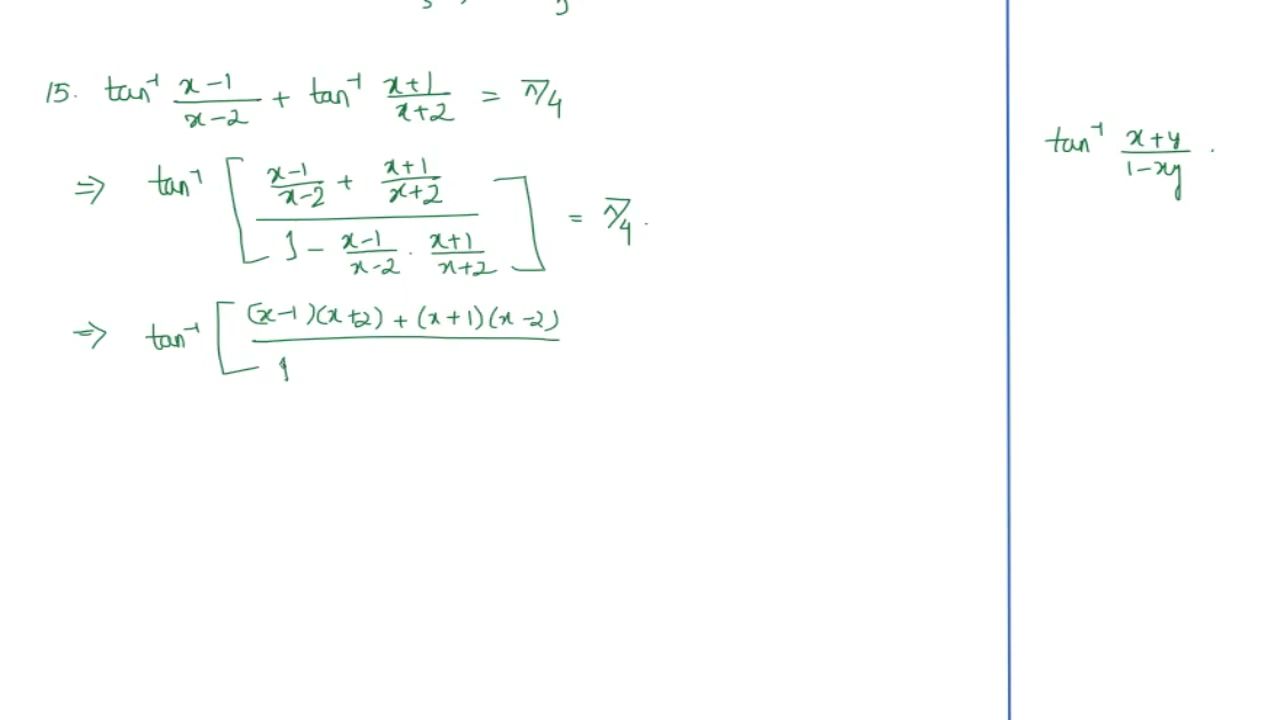 15. tan⁻¹ (x-1)/(x-2) + tan⁻¹ (x+1)/(x+2) = π/4
⇒ tan⁻¹ [ ((x-1)/(x-2) + (x+1)/(x+2)) / (1 - (x-1)/(x-2) · (x+1)/(x+2)) ] = π/4.
⇒ tan⁻¹ [ ((x-1)(x+2) + (x+1)(x-2)) / 1
tan⁻¹ (x+y)/(1-xy) .